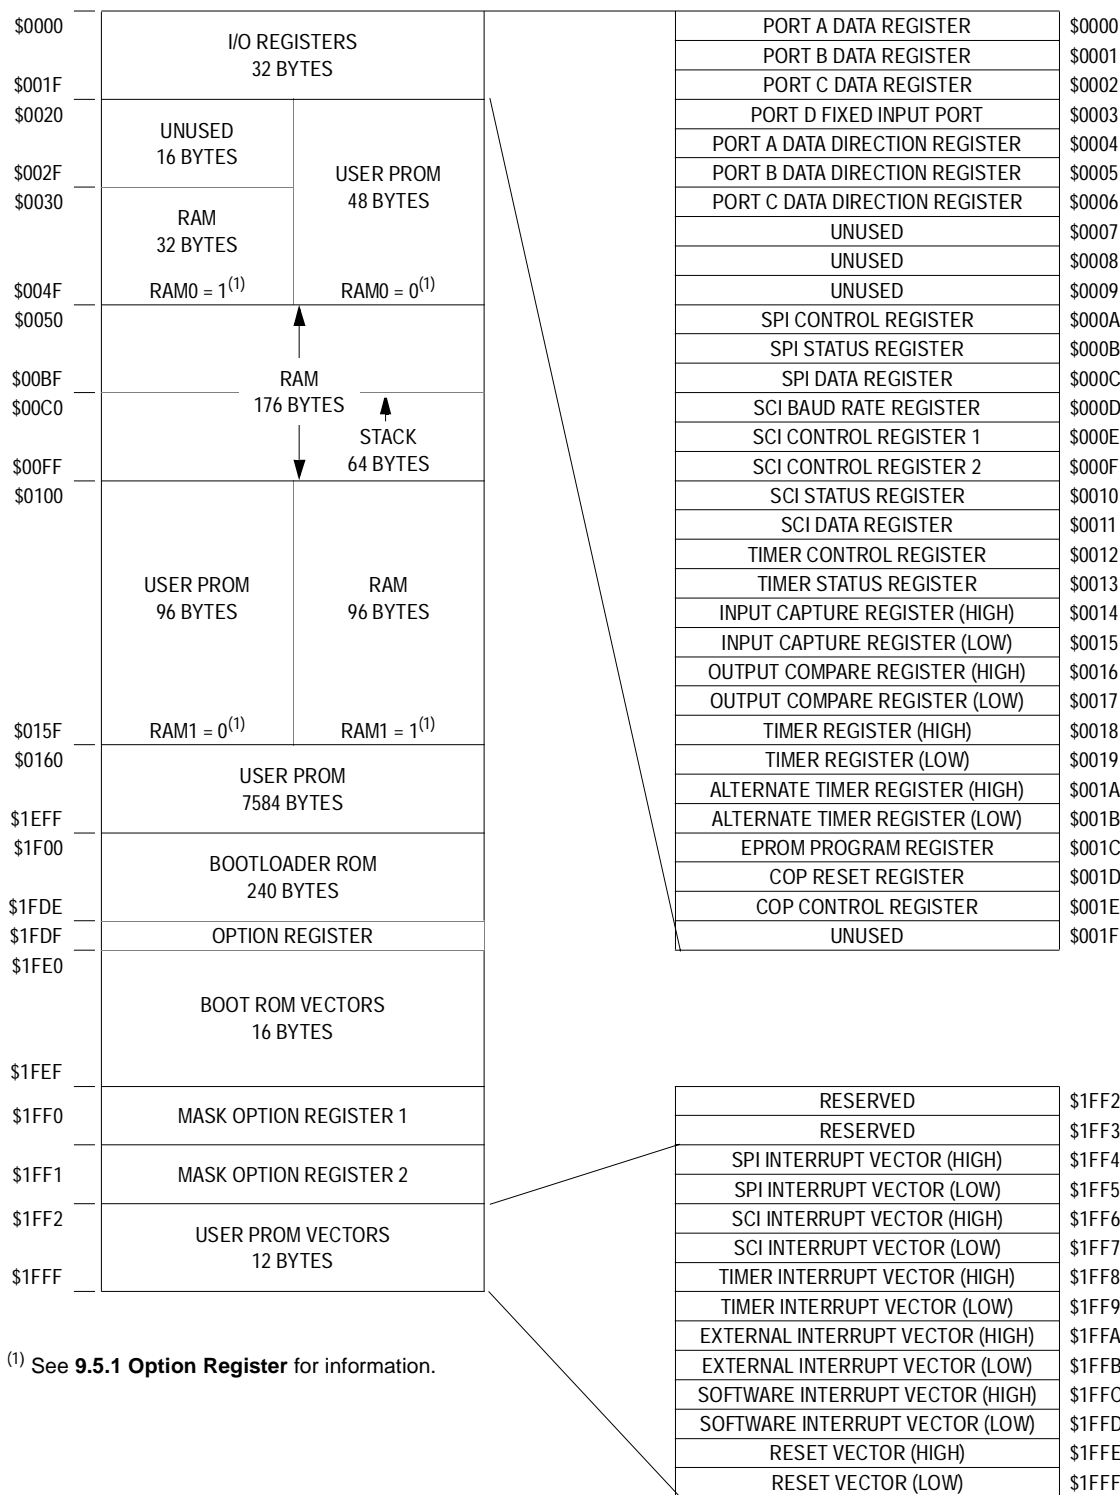 $0000
I/O REGISTERS
32 BYTES
$001F
$0020
UNUSED
16 BYTES
$002F
USER PROM
48 BYTES
$0030
RAM
32 BYTES
$004F
RAM0 = 1(1)
RAM0 = 0(1)
$0050
$00BF
RAM
176 BYTES
$00C0
STACK
64 BYTES
$00FF
$0100
USER PROM
96 BYTES
RAM
96 BYTES
$015F
RAM1 = 0(1)
RAM1 = 1(1)
$0160
USER PROM
7584 BYTES
$1EFF
$1F00
BOOTLOADER ROM
240 BYTES
$1FDE
$1FDF
OPTION REGISTER
$1FE0
BOOT ROM VECTORS
16 BYTES
$1FEF
$1FF0
MASK OPTION REGISTER 1
$1FF1
MASK OPTION REGISTER 2
$1FF2
USER PROM VECTORS
12 BYTES
$1FFF
(1) See 9.5.1 Option Register for information.
PORT A DATA REGISTER $0000
PORT B DATA REGISTER $0001
PORT C DATA REGISTER $0002
PORT D FIXED INPUT PORT $0003
PORT A DATA DIRECTION REGISTER $0004
PORT B DATA DIRECTION REGISTER $0005
PORT C DATA DIRECTION REGISTER $0006
UNUSED $0007
UNUSED $0008
UNUSED $0009
SPI CONTROL REGISTER $000A
SPI STATUS REGISTER $000B
SPI DATA REGISTER $000C
SCI BAUD RATE REGISTER $000D
SCI CONTROL REGISTER 1 $000E
SCI CONTROL REGISTER 2 $000F
SCI STATUS REGISTER $0010
SCI DATA REGISTER $0011
TIMER CONTROL REGISTER $0012
TIMER STATUS REGISTER $0013
INPUT CAPTURE REGISTER (HIGH) $0014
INPUT CAPTURE REGISTER (LOW) $0015
OUTPUT COMPARE REGISTER (HIGH) $0016
OUTPUT COMPARE REGISTER (LOW) $0017
TIMER REGISTER (HIGH) $0018
TIMER REGISTER (LOW) $0019
ALTERNATE TIMER REGISTER (HIGH) $001A
ALTERNATE TIMER REGISTER (LOW) $001B
EPROM PROGRAM REGISTER $001C
COP RESET REGISTER $001D
COP CONTROL REGISTER $001E
UNUSED $001F
RESERVED $1FF2
RESERVED $1FF3
SPI INTERRUPT VECTOR (HIGH) $1FF4
SPI INTERRUPT VECTOR (LOW) $1FF5
SCI INTERRUPT VECTOR (HIGH) $1FF6
SCI INTERRUPT VECTOR (LOW) $1FF7
TIMER INTERRUPT VECTOR (HIGH) $1FF8
TIMER INTERRUPT VECTOR (LOW) $1FF9
EXTERNAL INTERRUPT VECTOR (HIGH) $1FFA
EXTERNAL INTERRUPT VECTOR (LOW) $1FFB
SOFTWARE INTERRUPT VECTOR (HIGH) $1FFC
SOFTWARE INTERRUPT VECTOR (LOW) $1FFD
RESET VECTOR (HIGH) $1FFE
RESET VECTOR (LOW) $1FFF